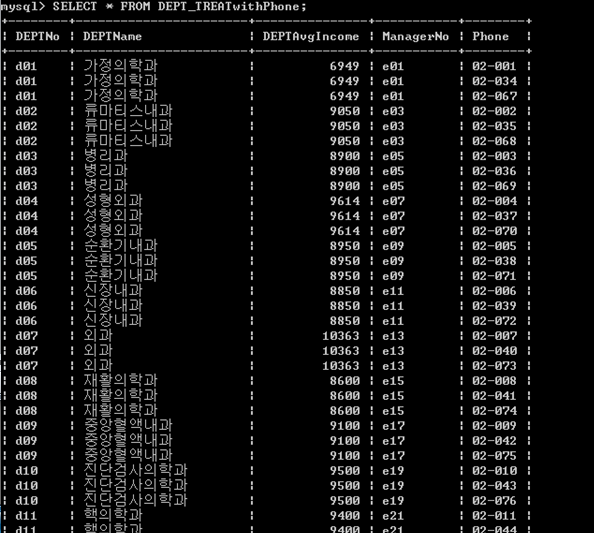 mysql> SELECT * FROM DEPT_TREATwithPhone;
+--------+------------------+---------------+-----------+--------+
¦ DEPTNo ¦ DEPTName ¦ DEPTAvgIncome ¦ ManagerNo ¦ Phone ¦
+--------+------------------+---------------+-----------+--------+
¦ d01 ¦ 가정의학과 ¦ 6949 ¦ e01 ¦ 02-001 ¦
¦ d01 ¦ 가정의학과 ¦ 6949 ¦ e01 ¦ 02-034 ¦
¦ d01 ¦ 가정의학과 ¦ 6949 ¦ e01 ¦ 02-067 ¦
¦ d02 ¦ 류마티스내과 ¦ 9050 ¦ e03 ¦ 02-002 ¦
¦ d02 ¦ 류마티스내과 ¦ 9050 ¦ e03 ¦ 02-035 ¦
¦ d02 ¦ 류마티스내과 ¦ 9050 ¦ e03 ¦ 02-068 ¦
¦ d03 ¦ 병리과 ¦ 8900 ¦ e05 ¦ 02-003 ¦
¦ d03 ¦ 병리과 ¦ 8900 ¦ e05 ¦ 02-036 ¦
¦ d03 ¦ 병리과 ¦ 8900 ¦ e05 ¦ 02-069 ¦
¦ d04 ¦ 성형외과 ¦ 9614 ¦ e07 ¦ 02-004 ¦
¦ d04 ¦ 성형외과 ¦ 9614 ¦ e07 ¦ 02-037 ¦
¦ d04 ¦ 성형외과 ¦ 9614 ¦ e07 ¦ 02-070 ¦
¦ d05 ¦ 순환기내과 ¦ 8950 ¦ e09 ¦ 02-005 ¦
¦ d05 ¦ 순환기내과 ¦ 8950 ¦ e09 ¦ 02-038 ¦
¦ d05 ¦ 순환기내과 ¦ 8950 ¦ e09 ¦ 02-071 ¦
¦ d06 ¦ 신장내과 ¦ 8850 ¦ e11 ¦ 02-006 ¦
¦ d06 ¦ 신장내과 ¦ 8850 ¦ e11 ¦ 02-039 ¦
¦ d06 ¦ 신장내과 ¦ 8850 ¦ e11 ¦ 02-072 ¦
¦ d07 ¦ 외과 ¦ 10363 ¦ e13 ¦ 02-007 ¦
¦ d07 ¦ 외과 ¦ 10363 ¦ e13 ¦ 02-040 ¦
¦ d07 ¦ 외과 ¦ 10363 ¦ e13 ¦ 02-073 ¦
¦ d08 ¦ 재활의학과 ¦ 8600 ¦ e15 ¦ 02-008 ¦
¦ d08 ¦ 재활의학과 ¦ 8600 ¦ e15 ¦ 02-041 ¦
¦ d08 ¦ 재활의학과 ¦ 8600 ¦ e15 ¦ 02-074 ¦
¦ d09 ¦ 중앙혈액내과 ¦ 9100 ¦ e17 ¦ 02-009 ¦
¦ d09 ¦ 중앙혈액내과 ¦ 9100 ¦ e17 ¦ 02-042 ¦
¦ d09 ¦ 중앙혈액내과 ¦ 9100 ¦ e17 ¦ 02-075 ¦
¦ d10 ¦ 진단검사의학과 ¦ 9500 ¦ e19 ¦ 02-010 ¦
¦ d10 ¦ 진단검사의학과 ¦ 9500 ¦ e19 ¦ 02-043 ¦
¦ d10 ¦ 진단검사의학과 ¦ 9500 ¦ e19 ¦ 02-076 ¦
¦ d11 ¦ 핵의학과 ¦ 9400 ¦ e21 ¦ 02-011 ¦
¦ d11 ¦ 핵의학과 ¦ 9400 ¦ e21 ¦ 02-044 ¦